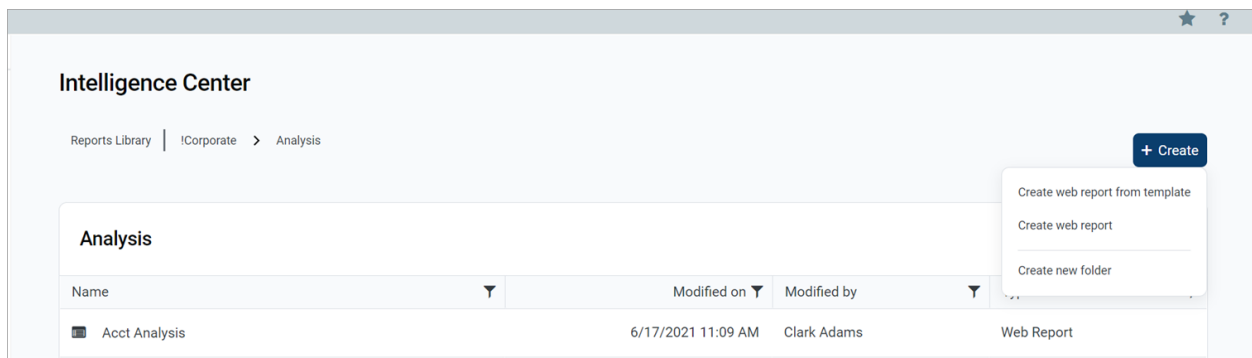 ?
Intelligence Center
Reports Library | !Corporate > Analysis
+ Create
Create web report from template
Create web report
Create new folder
Analysis
Name Modified on Modified by
Acct Analysis 6/17/2021 11:09 AM Clark Adams Web Report